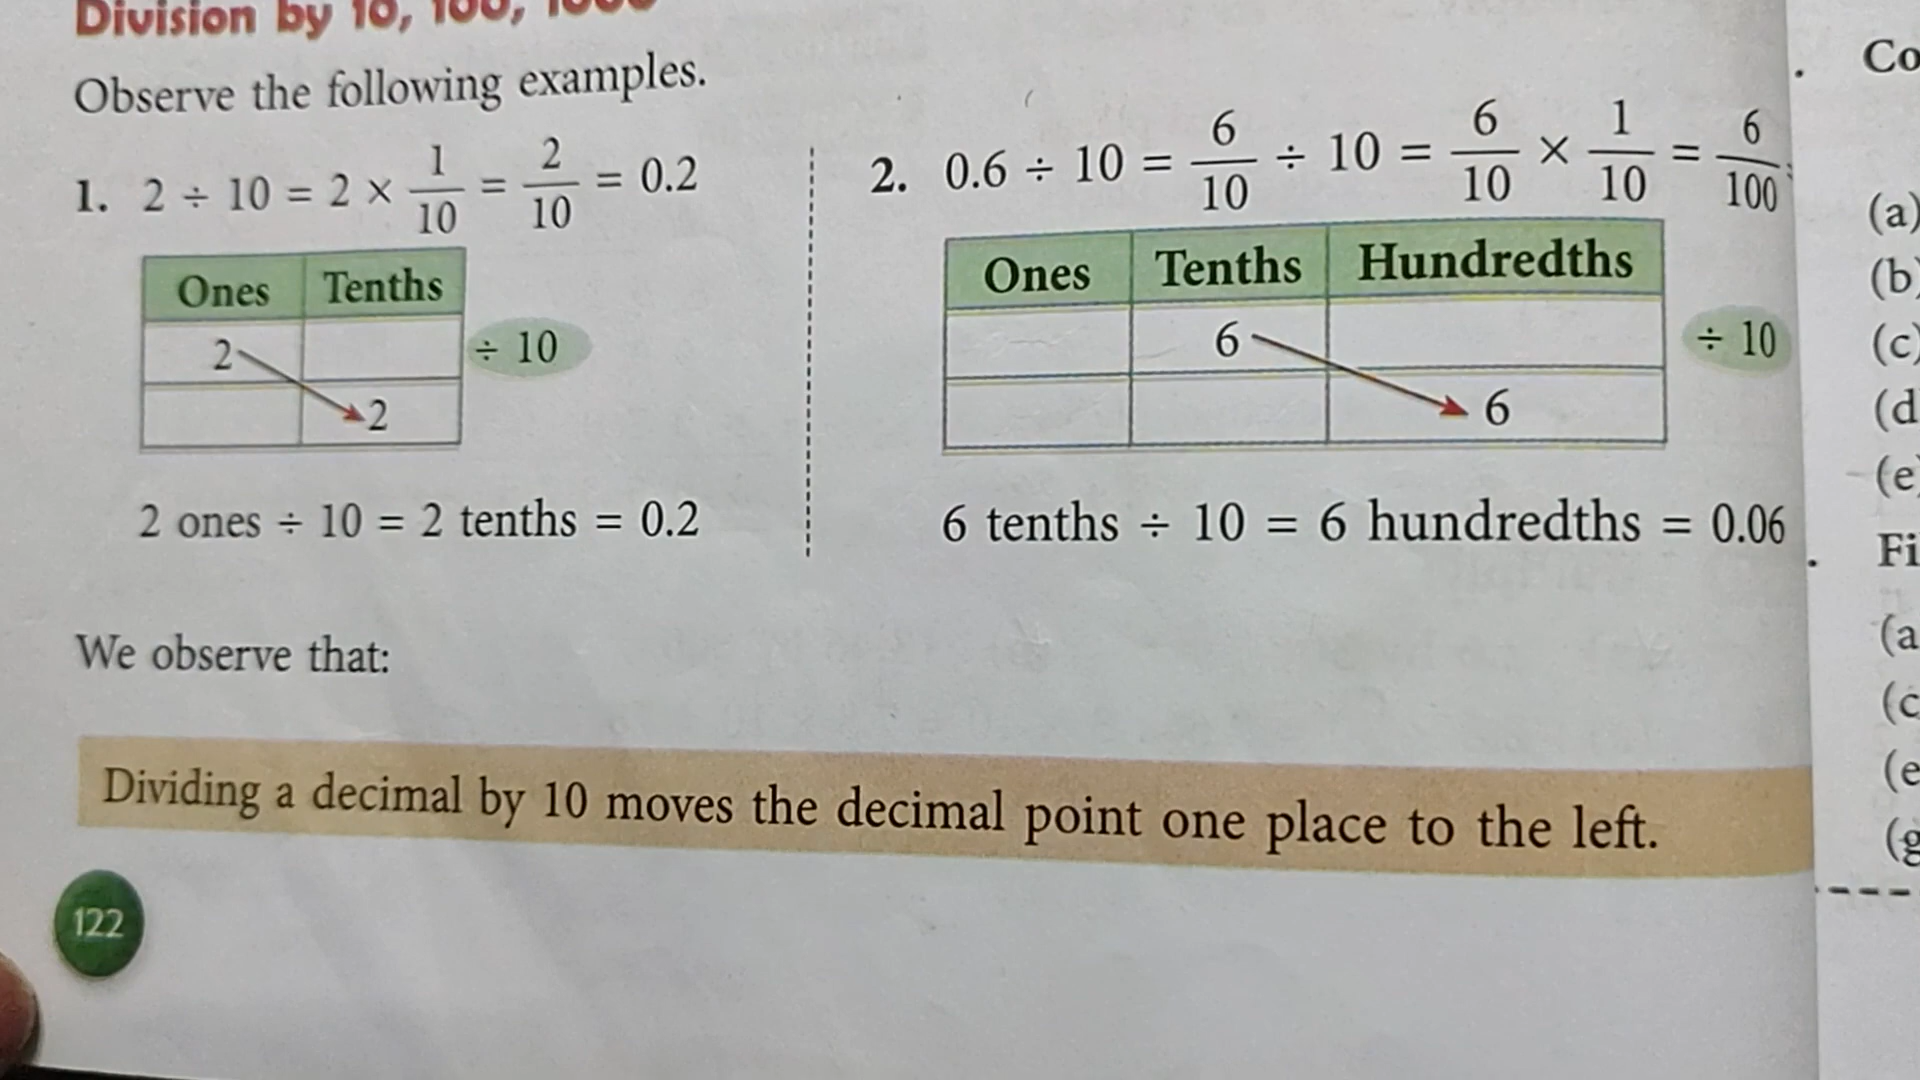 Division by 10, 100, 1000
Observe the following examples.
1. 2 ÷ 10 = 2 × 1/10 = 2/10 = 0.2
Ones Tenths
2
÷ 10
2
2 ones ÷ 10 = 2 tenths = 0.2
2. 0.6 ÷ 10 = 6/10 ÷ 10 = 6/10 × 1/10 = 6/100
Ones Tenths Hundredths
6
÷ 10
6
6 tenths ÷ 10 = 6 hundredths = 0.06
We observe that:
Dividing a decimal by 10 moves the decimal point one place to the left.
122
(a)
(b)
(c)
(d
(e)
(a
(c
(e
(g